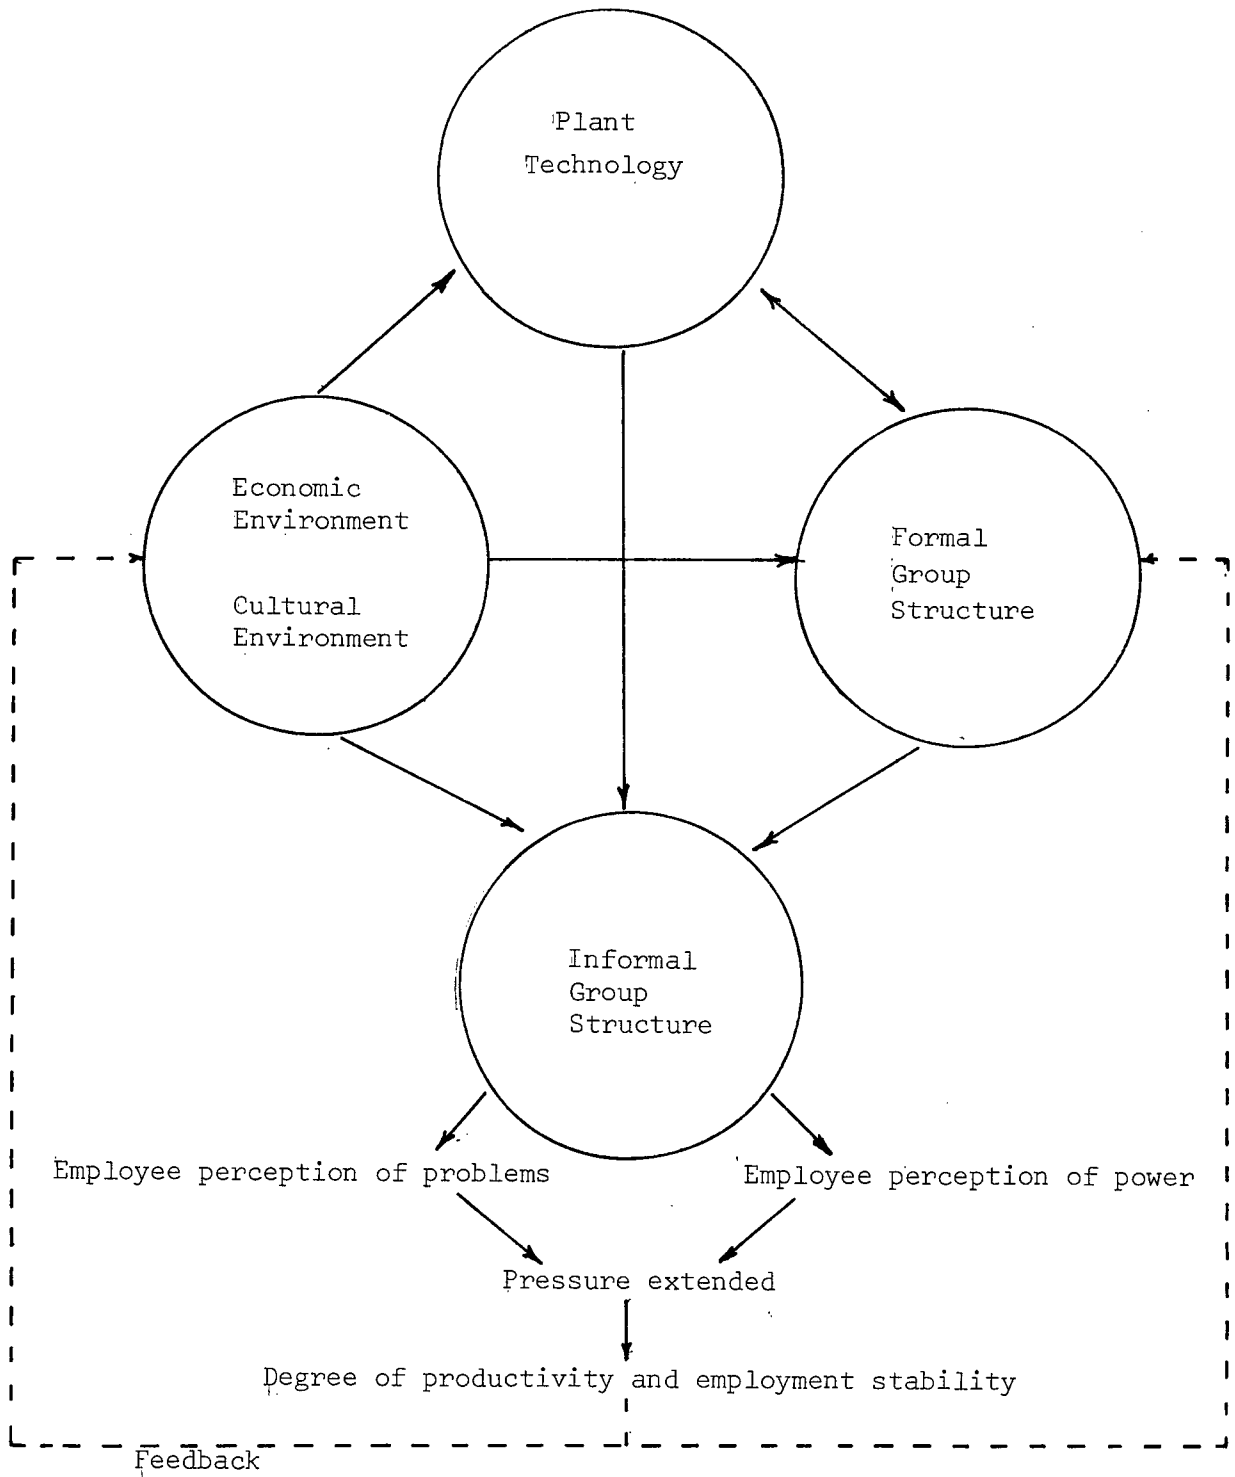 Plant
Technology
Economic
Environment
Cultural
Environment
Formal
Group
Structure
Informal
Group
Structure
Employee perception of problems
Employee perception of power
Pressure extended
Degree of productivity and employment stability
Feedback